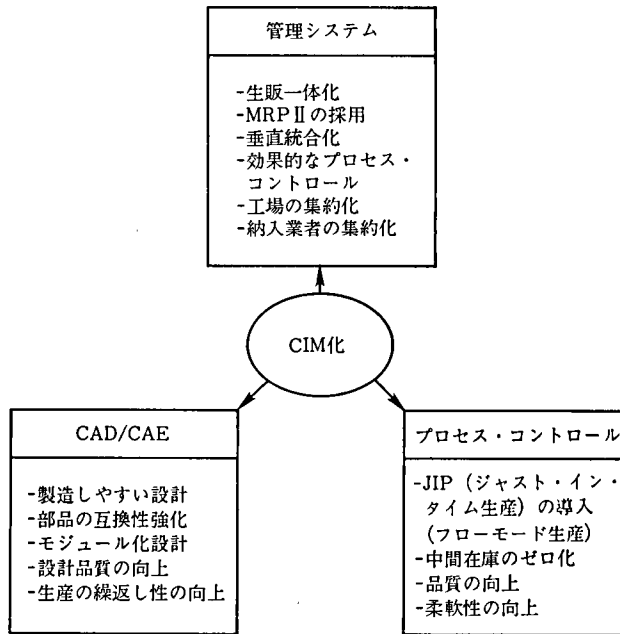 管理システム
-生販一体化
-MRPⅡの採用
-垂直統合化
-効果的なプロセス・
コントロール
-工場の集約化
-納入業者の集約化
CIM化
CAD/CAE
-製造しやすい設計
-部品の互換性強化
-モジュール化設計
-設計品質の向上
-生産の繰返し性の向上
プロセス・コントロール
-JIP（ジャスト・イン・
タイム生産）の導入
(フローモード生産)
-中間在庫のゼロ化
-品質の向上
-柔軟性の向上